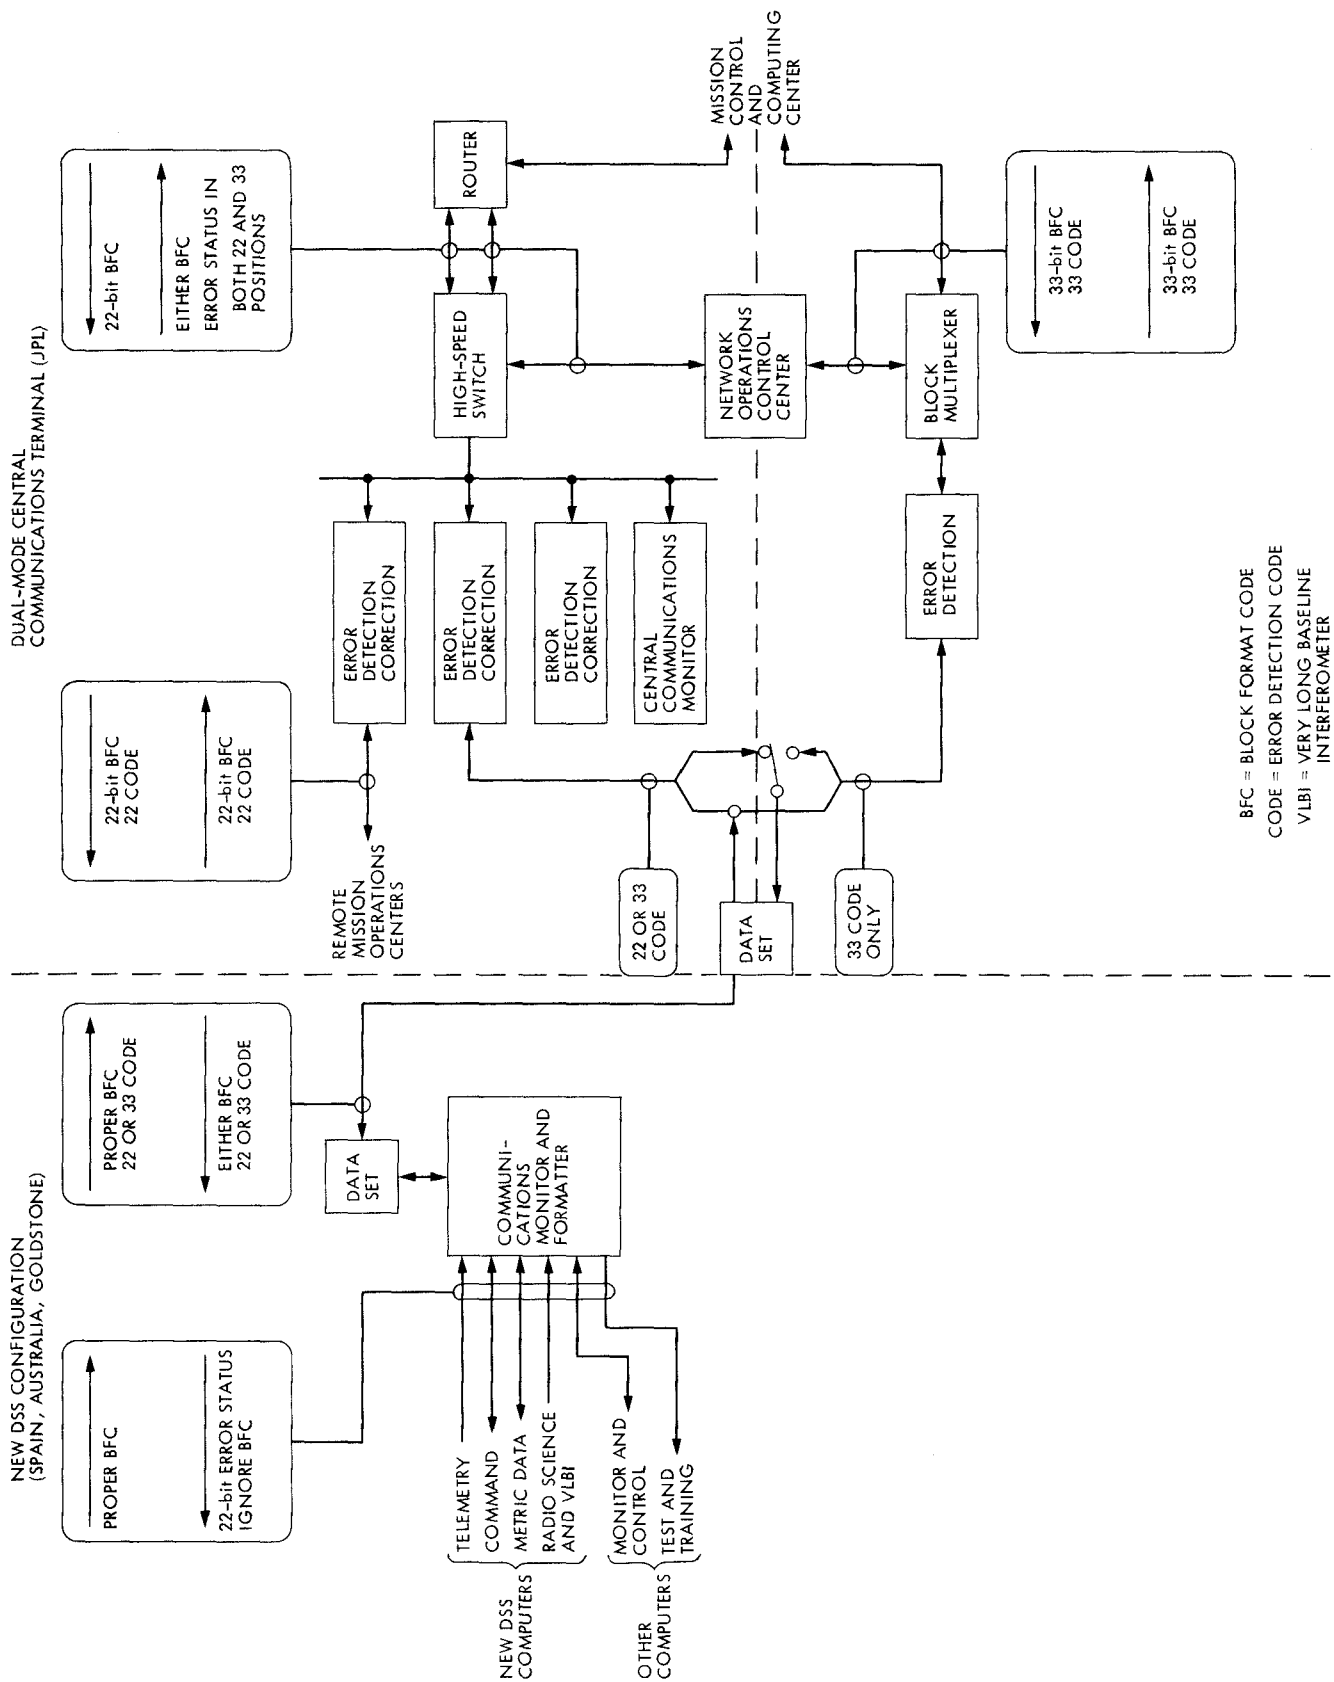 NEW DSS CONFIGURATION
(SPAIN, AUSTRALIA, GOLDSTONE)
PROPER BFC
22-bit ERROR STATUS
IGNORE BFC
PROPER BFC
22 OR 33 CODE
EITHER BFC
22 OR 33 CODE
DATA
SET
COMMUNI-
CATIONS
MONITOR AND
FORMATTER
NEW DSS
COMPUTERS
TELEMETRY
COMMAND
METRIC DATA
RADIO SCIENCE
AND VLBI
OTHER
COMPUTERS
MONITOR AND
CONTROL
TEST AND
TRAINING
DUAL-MODE CENTRAL
COMMUNICATIONS TERMINAL (JPL)
22-bit BFC
22 CODE
22-bit BFC
22 CODE
22-bit BFC
EITHER BFC
ERROR STATUS IN
BOTH 22 AND 33
POSITIONS
REMOTE
MISSION
OPERATIONS
CENTERS
ERROR
DETECTION
CORRECTION
ERROR
DETECTION
CORRECTION
ERROR
DETECTION
CORRECTION
CENTRAL
COMMUNICATIONS
MONITOR
HIGH-SPEED
SWITCH
ROUTER
22 OR 33
CODE
DATA
SET
33 CODE
ONLY
NETWORK
OPERATIONS
CONTROL
CENTER
MISSION
CONTROL
AND
COMPUTING
CENTER
ERROR
DETECTION
BLOCK
MULTIPLEXER
33-bit BFC
33 CODE
33-bit BFC
33 CODE
BFC = BLOCK FORMAT CODE
CODE = ERROR DETECTION CODE
VLBI = VERY LONG BASELINE
INTERFEROMETER